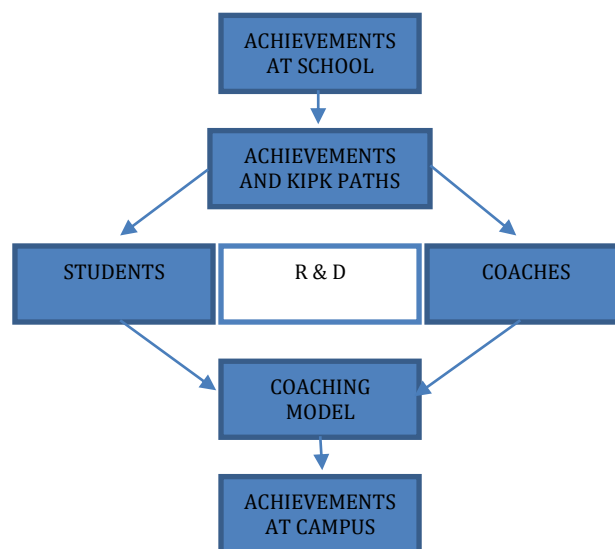 ACHIEVEMENTS
AT SCHOOL
ACHIEVEMENTS
AND KIPK PATHS
STUDENTS
R & D
COACHES
COACHING
MODEL
ACHIEVEMENTS
AT CAMPUS